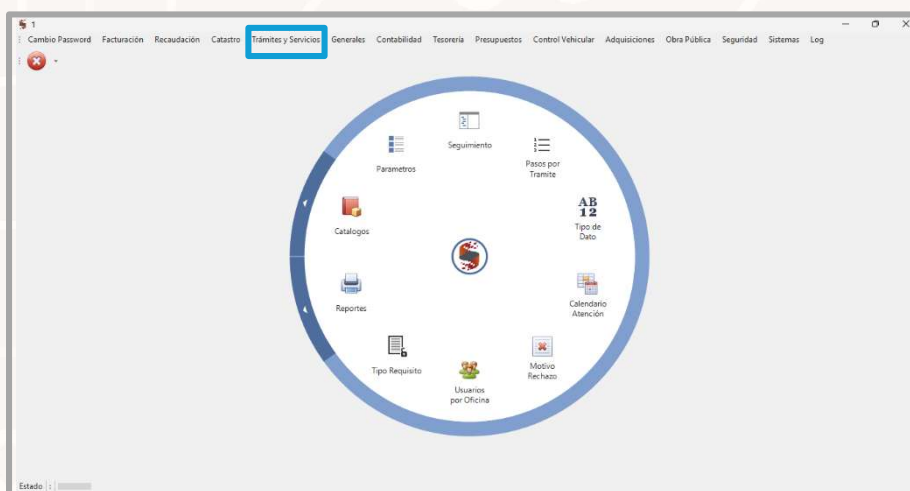 1
Cambio Password Facturación Recaudación Catastro Trámites y Servicios Generales Contabilidad Tesorería Presupuestos Control Vehicular Adquisiciones Obra Pública Seguridad Sistemas Log
Seguimiento
Parametros
Pasos por
Tramite
Catalogos
AB
12
Tipo de
Dato
Reportes
Calendario
Atención
Tipo Requisito
Motivo
Rechazo
Usuarios
por Oficina
Estado :